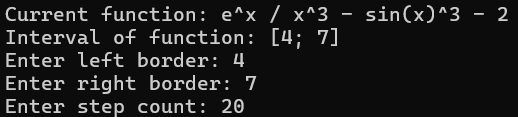 Current function: e^x / x^3 - sin(x)^3 - 2
Interval of function: [4; 7]
Enter left border: 4
Enter right border: 7
Enter step count: 20